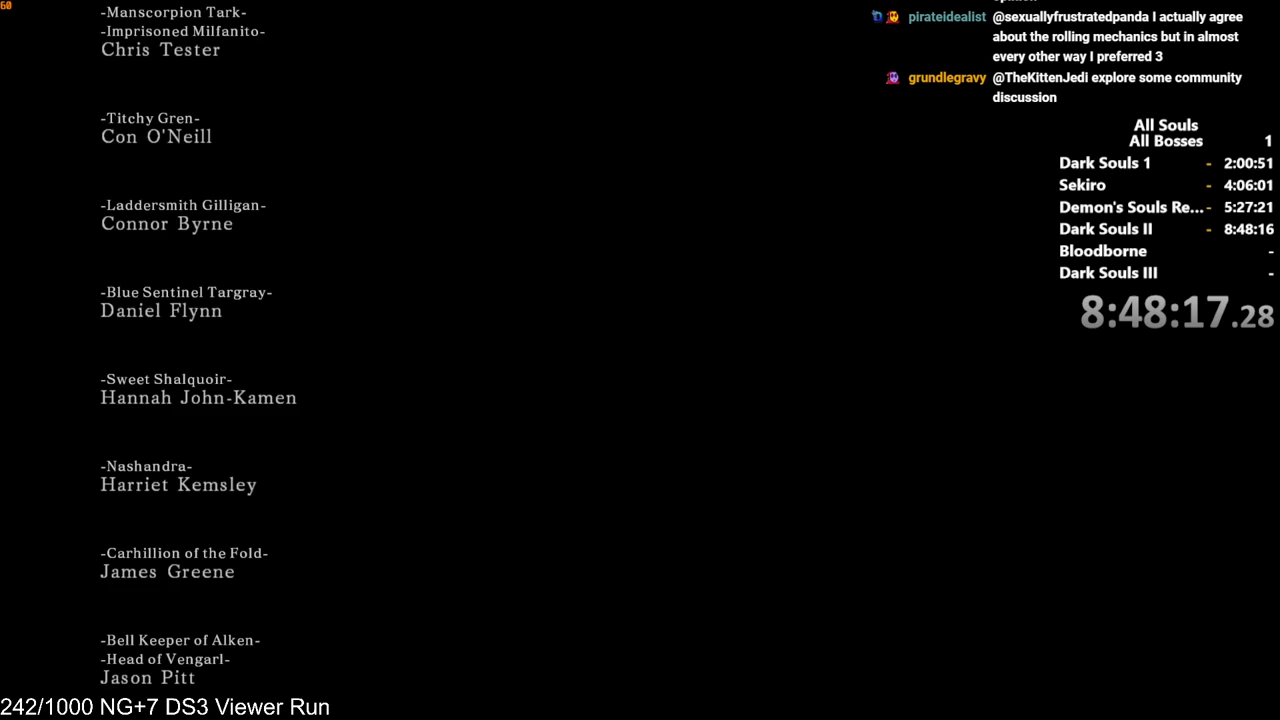 60
-Manscorpion Tark-
-Imprisoned Milfanito-
Chris Tester
-Titchy Gren-
Con O'Neill
-Laddersmith Gilligan-
Connor Byrne
-Blue Sentinel Targray-
Daniel Flynn
-Sweet Shalquoir-
Hannah John-Kamen
-Nashandra-
Harriet Kemsley
-Carhillion of the Fold-
James Greene
-Bell Keeper of Alken-
-Head of Vengarl-
Jason Pitt
242/1000 NG+7 DS3 Viewer Run
pirateidealist @sexuallyfrustratedpanda I actually agree
about the rolling mechanics but in almost
every other way I preferred 3
grundlegravy @TheKittenJedi explore some community
discussion
All Souls
All Bosses 1
Dark Souls 1 - 2:00:51
Sekiro - 4:06:01
Demon's Souls Re... - 5:27:21
Dark Souls II - 8:48:16
Bloodborne -
Dark Souls III -
8:48:17.28